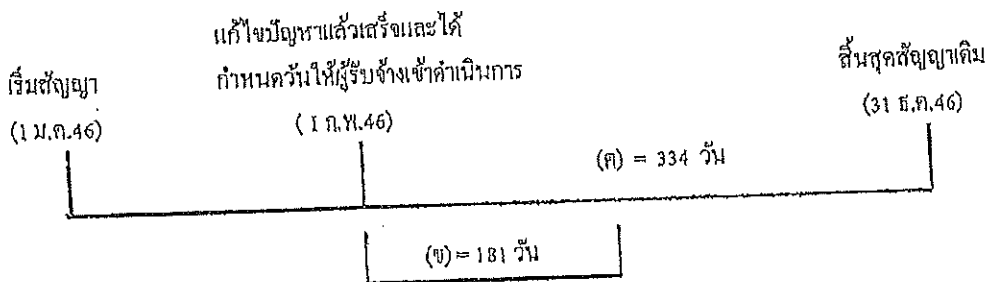 แก้ไขปัญหาแล้วเสร็จและได้
กำหนดวันให้ผู้รับจ้างเข้าดำเนินการ
(1 ก.พ.46)
เริ่มสัญญา
(1 ม.ค.46)
สิ้นสุดสัญญาเดิม
(31 ธ.ค.46)
(ค) = 334 วัน
(ข) = 181 วัน